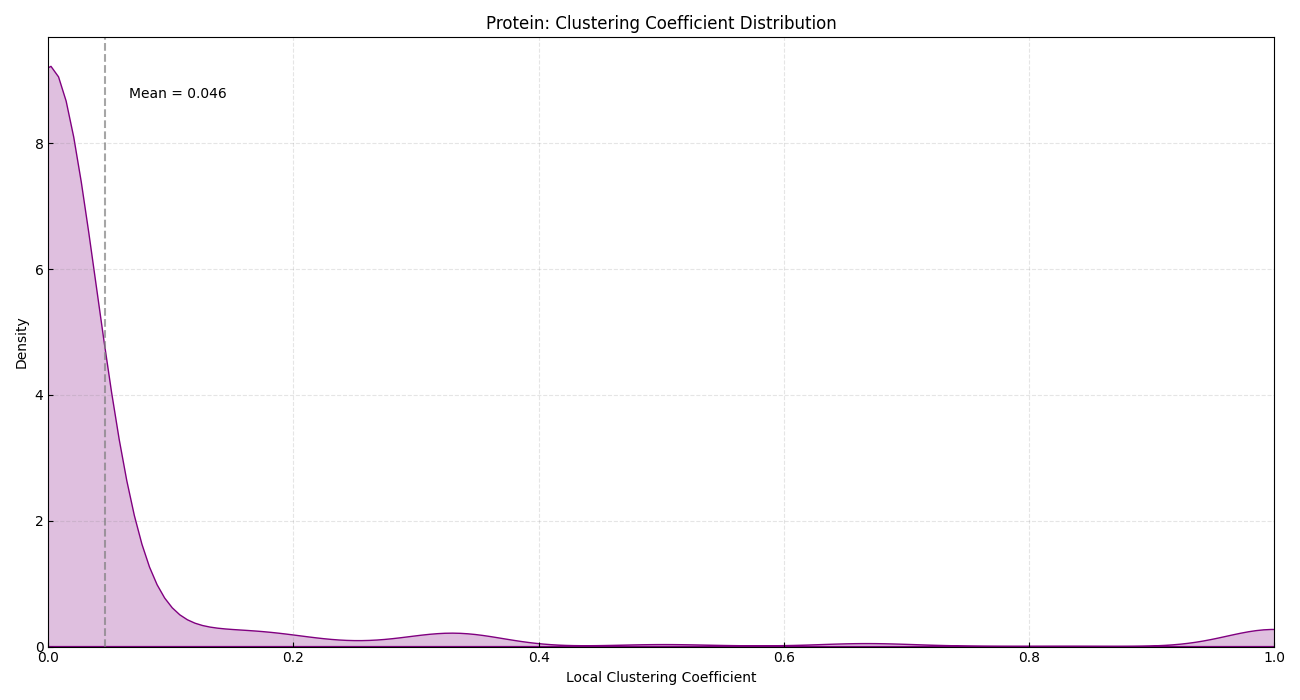 Protein: Clustering Coefficient Distribution
Mean = 0.046
Density
8
6
4
2
0
0.0 0.2 0.4 0.6 0.8 1.0
Local Clustering Coefficient